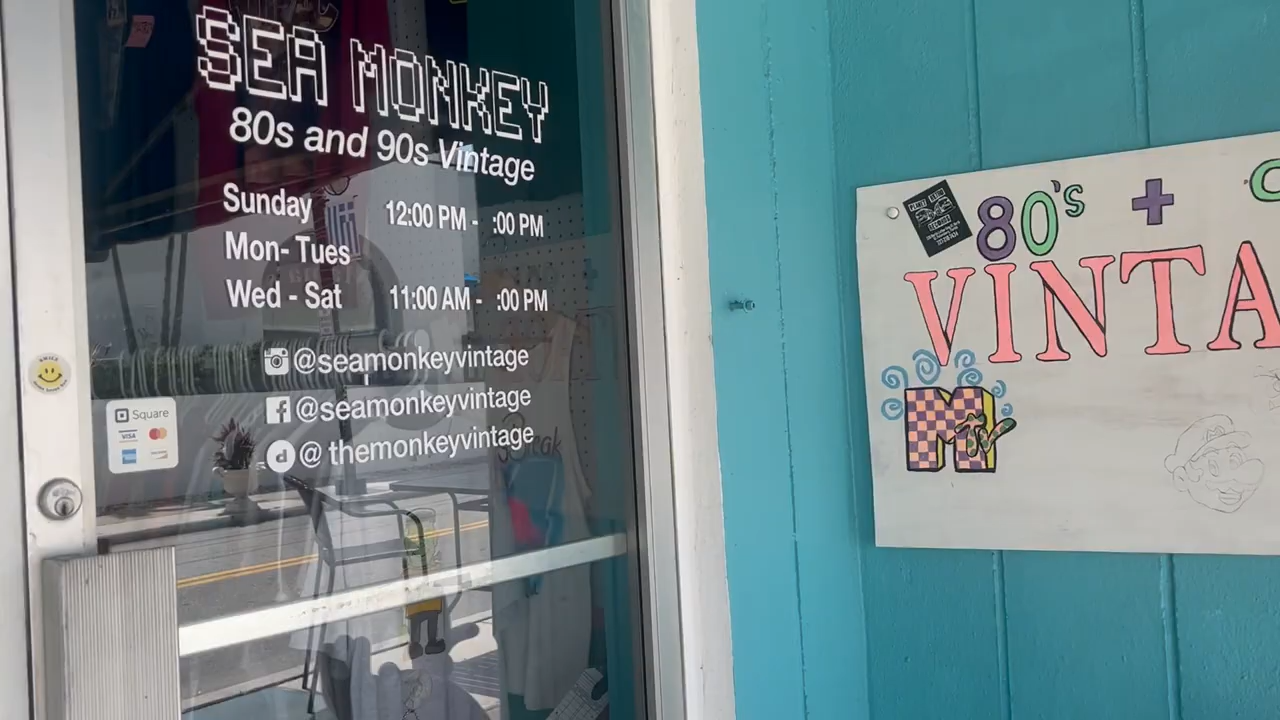 SEA MONKEY
80s and 90s Vintage
Sunday 12:00 PM - :00 PM
Mon- Tues
Wed - Sat 11:00 AM - :00 PM
@seamonkeyvintage
f @seamonkeyvintage
d @ themonkeyvintage
Square
VISA
80's +
VINTA
MTV